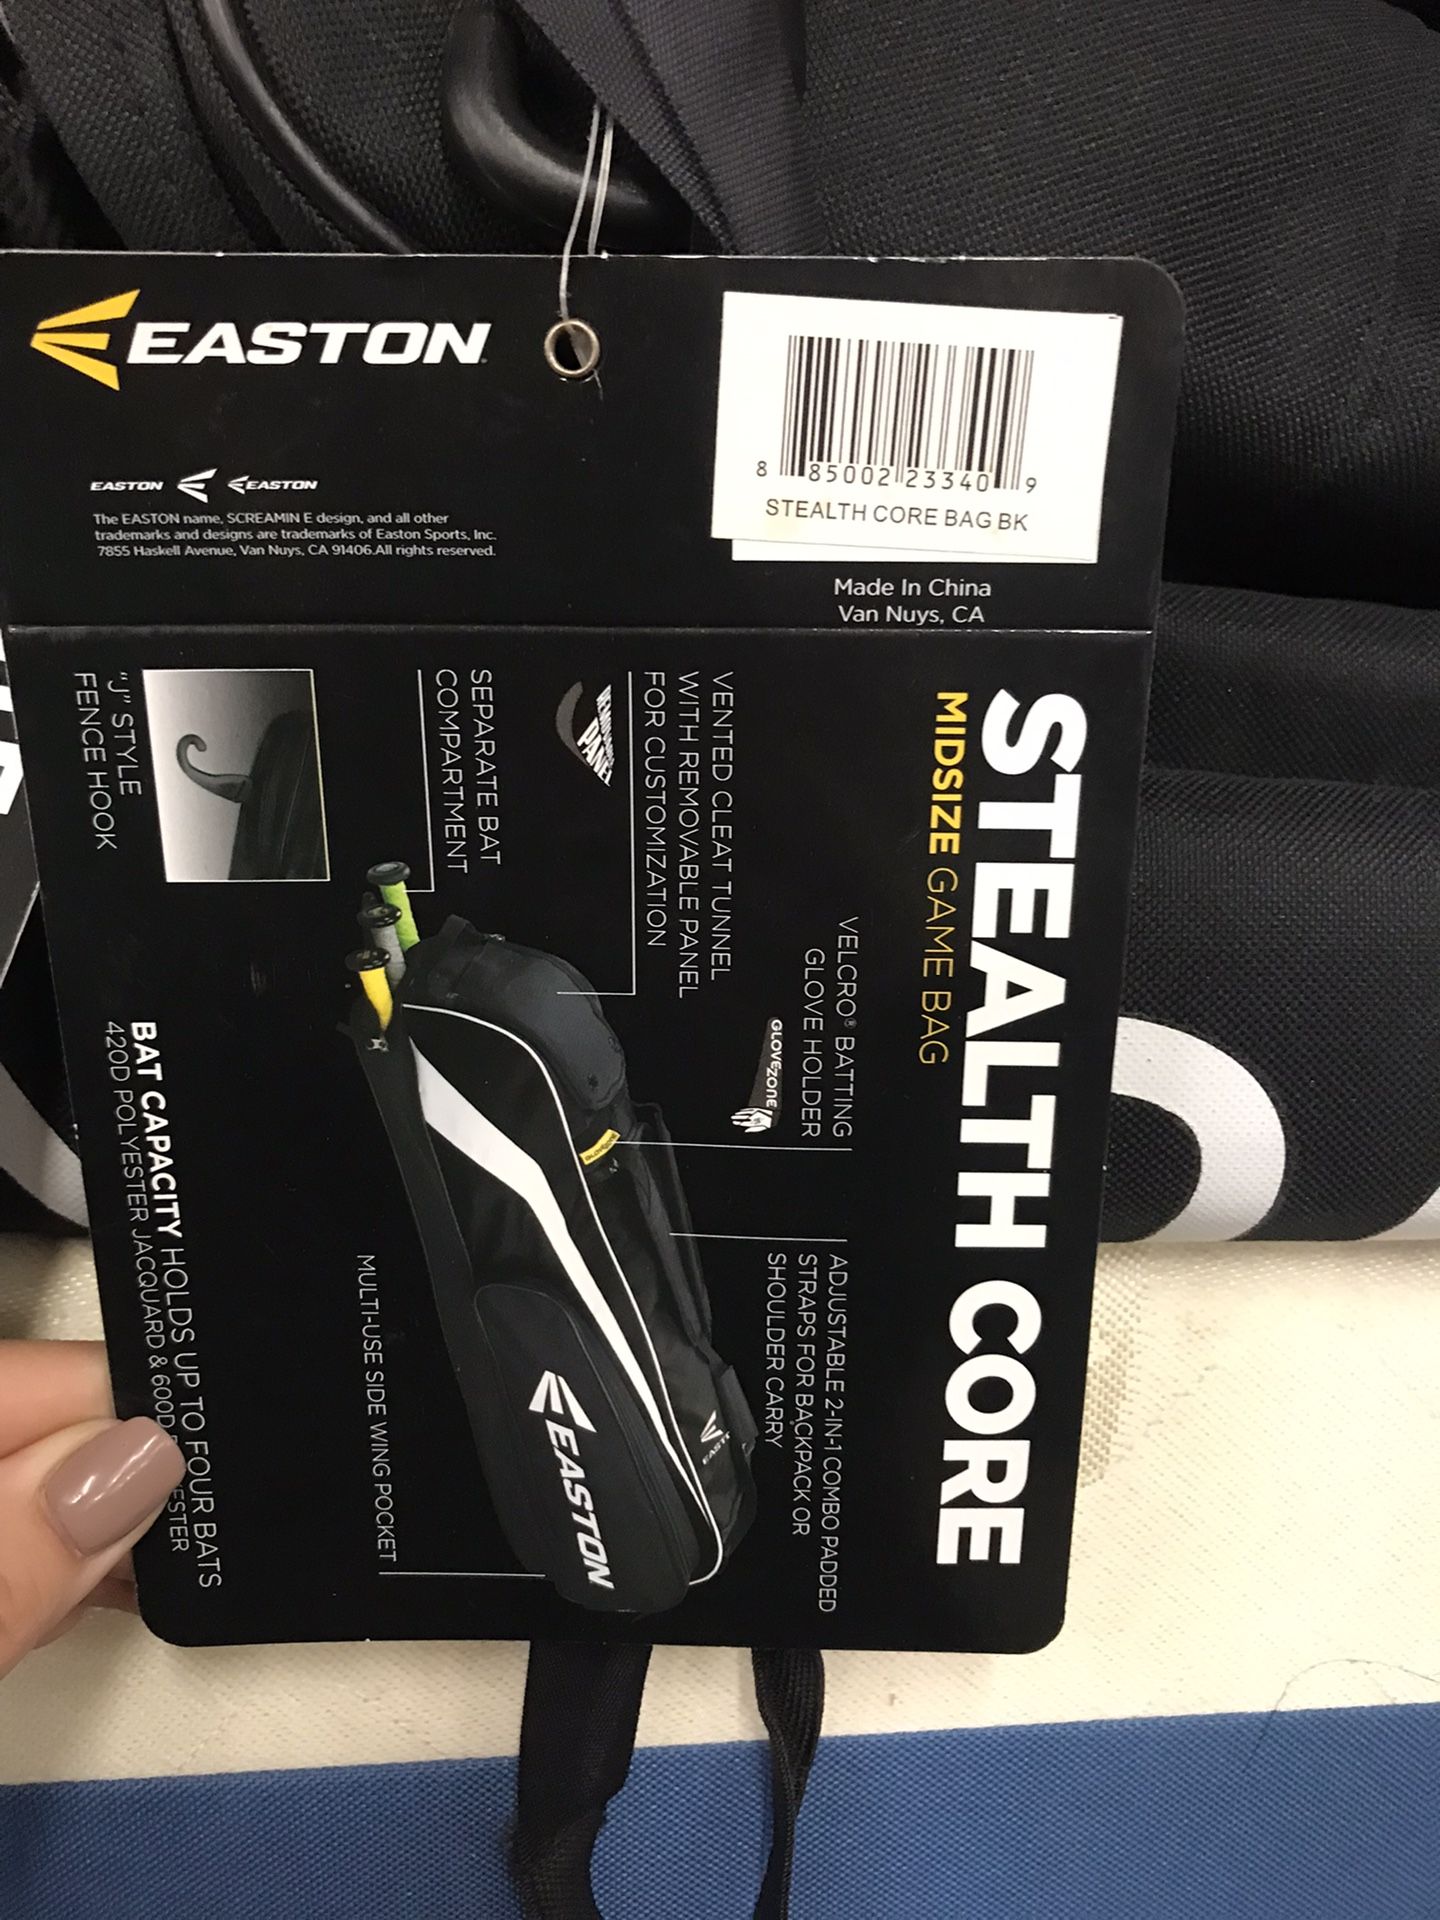 EASTON
EASTON EASTON
The EASTON name, SCREAMIN E design, and all other
trademarks and designs are trademarks of Easton Sports, Inc.
7855 Haskell Avenue, Van Nuys, CA 91406.All rights reserved.
8 85002 23340 9
STEALTH CORE BAG BK
Made In China
Van Nuys, CA
STEALTH CORE
MIDSIZE GAME BAG
VELCRO® BATTING
GLOVE HOLDER
GLOVEZONE
ADJUSTABLE 2-IN-1 COMBO PADDED
STRAPS FOR BACKPACK OR
SHOULDER CARRY
VENTED CLEAT TUNNEL
WITH REMOVABLE PANEL
FOR CUSTOMIZATION
REMOVABLE
PANEL
SEPARATE BAT
COMPARTMENT
"J" STYLE
FENCE HOOK
EASTON
MULTI-USE SIDE WING POCKET
BAT CAPACITY HOLDS UP TO FOUR BATS
420D POLYESTER JACQUARD & 600D